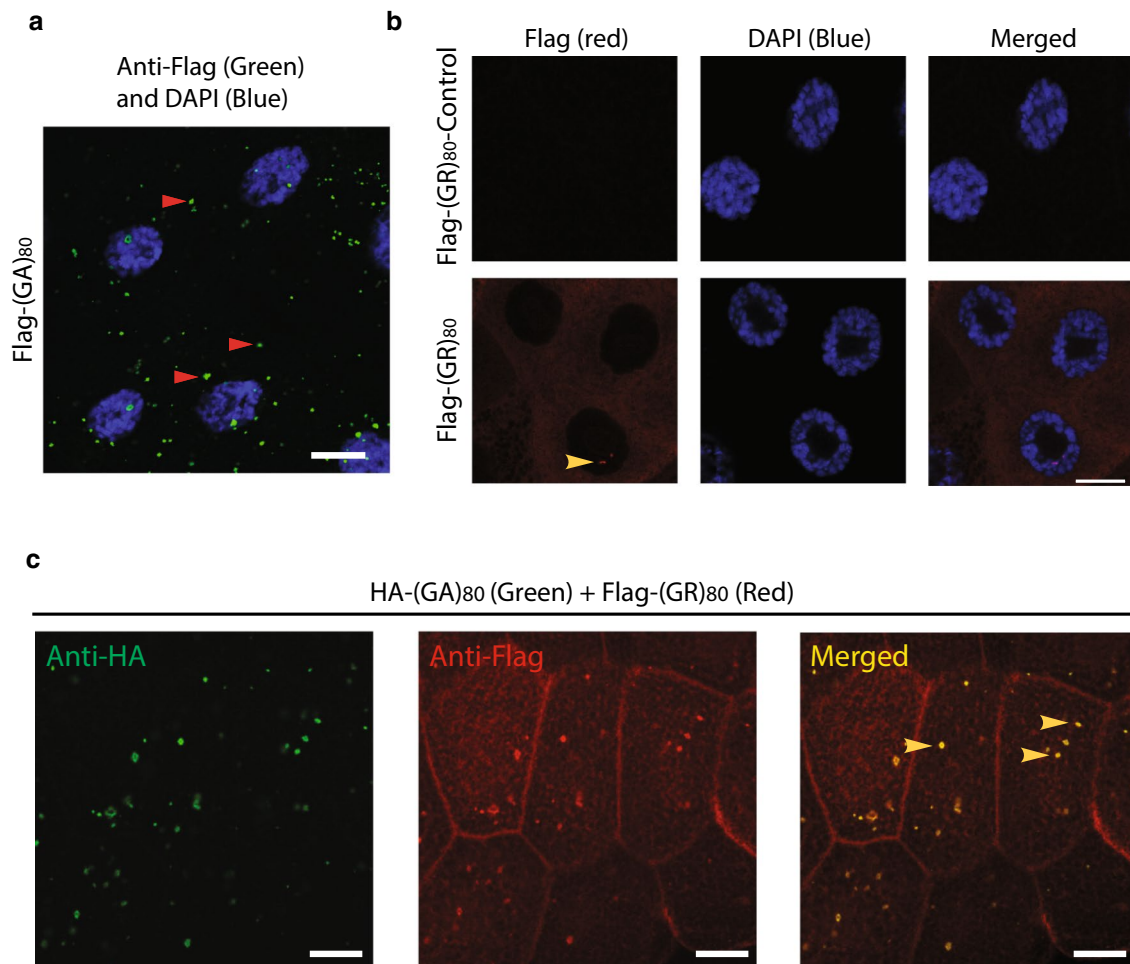 a
Anti-Flag (Green)
and DAPI (Blue)
Flag-(GA)80
b
Flag (red)
DAPI (Blue)
Merged
Flag-(GR)80-Control
Flag-(GR)80
c
HA-(GA)80 (Green) + Flag-(GR)80 (Red)
Anti-HA
Anti-Flag
Merged